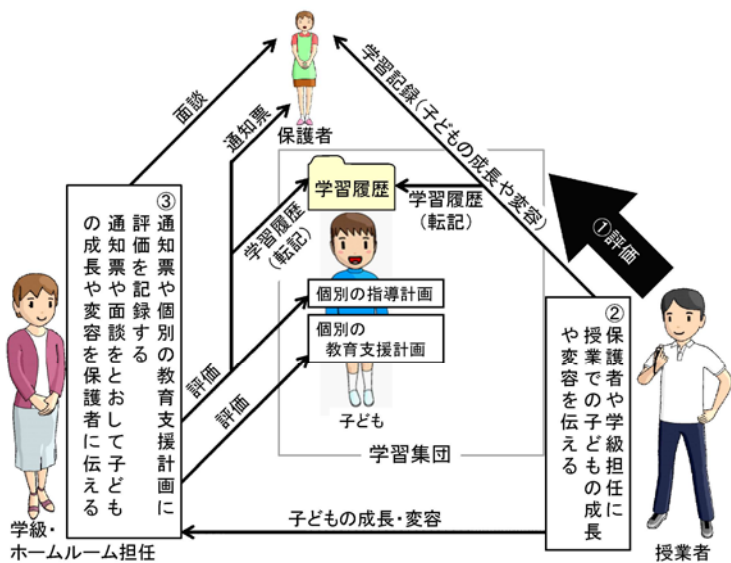 保護者
面談
通知票
学習記録(子どもの成長や変容)
学習履歴
学習履歴
(転記)
学習履歴
(転記)
①評価
③
通知票や個別の教育支援計画に
評価を記録する
通知票や面談をとおして子ども
の成長や変容を保護者に伝える
個別の指導計画
個別の
教育支援計画
評価
評価
子ども
学習集団
②
保護者や学級担任に
授業での子どもの成長
や変容を伝える
子どもの成長・変容
学級・
ホームルーム担任
授業者